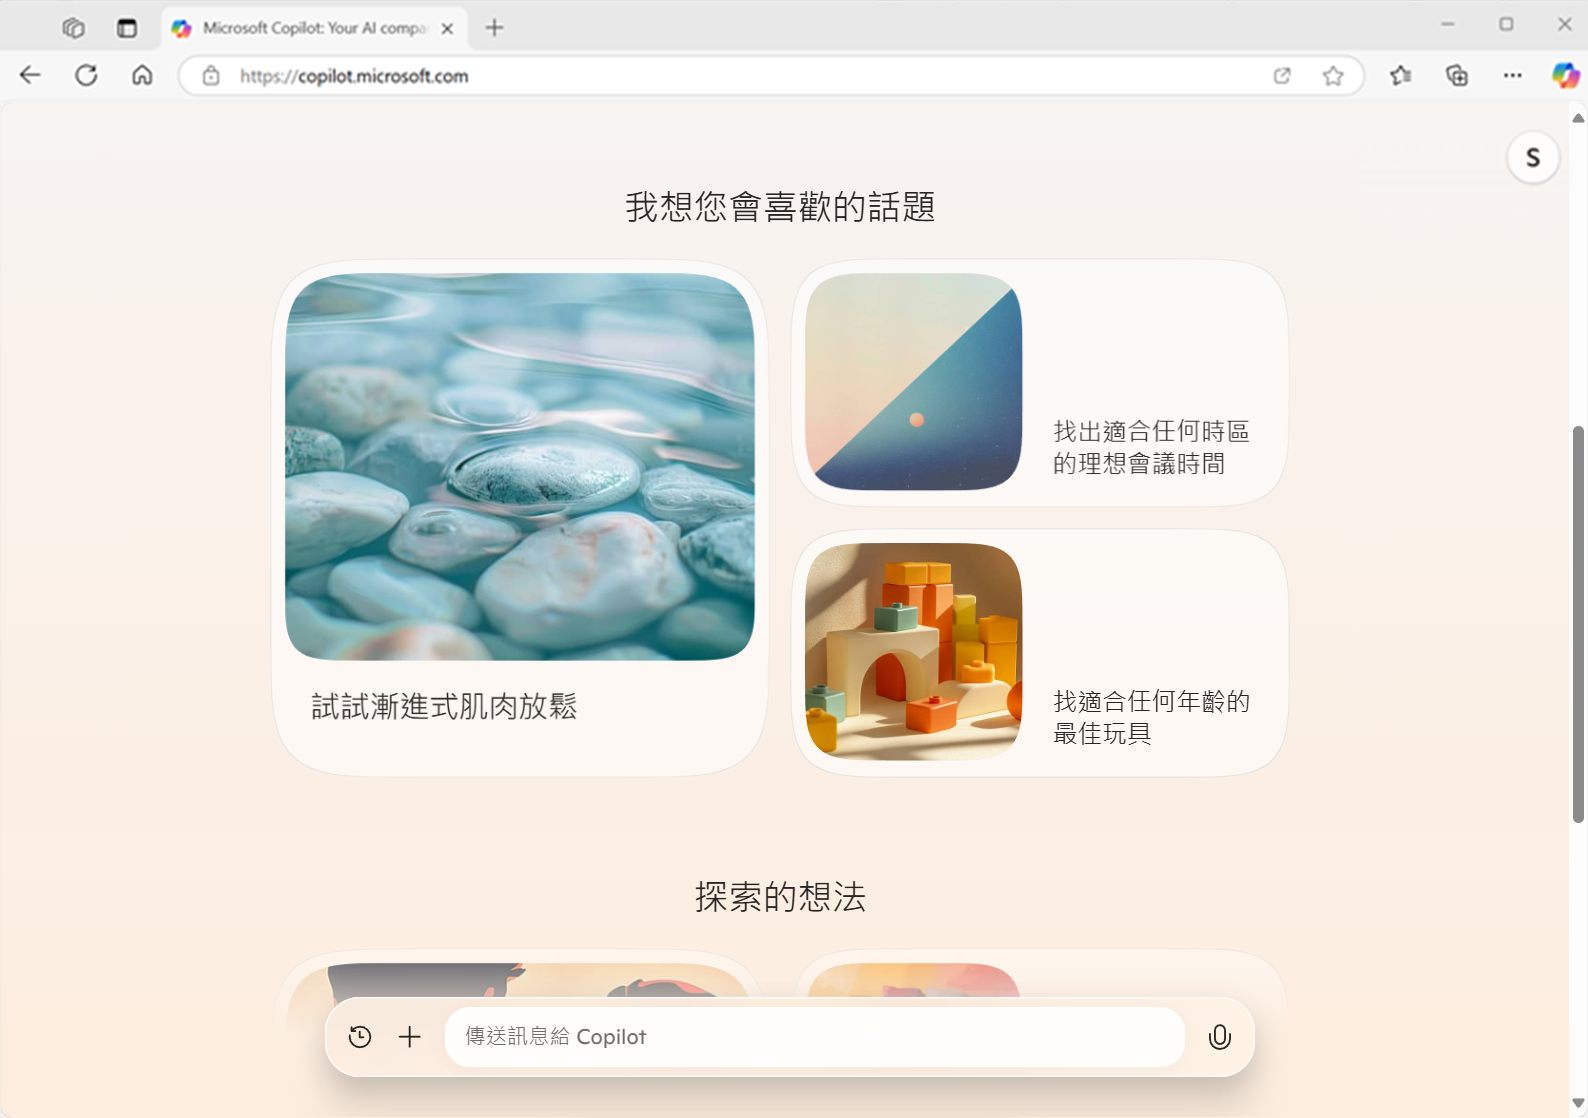 Microsoft Copilot: Your AI compa
https://copilot.microsoft.com
S
我想您會喜歡的話題
找出適合任何時區
的理想會議時間
試試漸進式肌肉放鬆
找適合任何年齡的
最佳玩具
探索的想法
傳送訊息給 Copilot